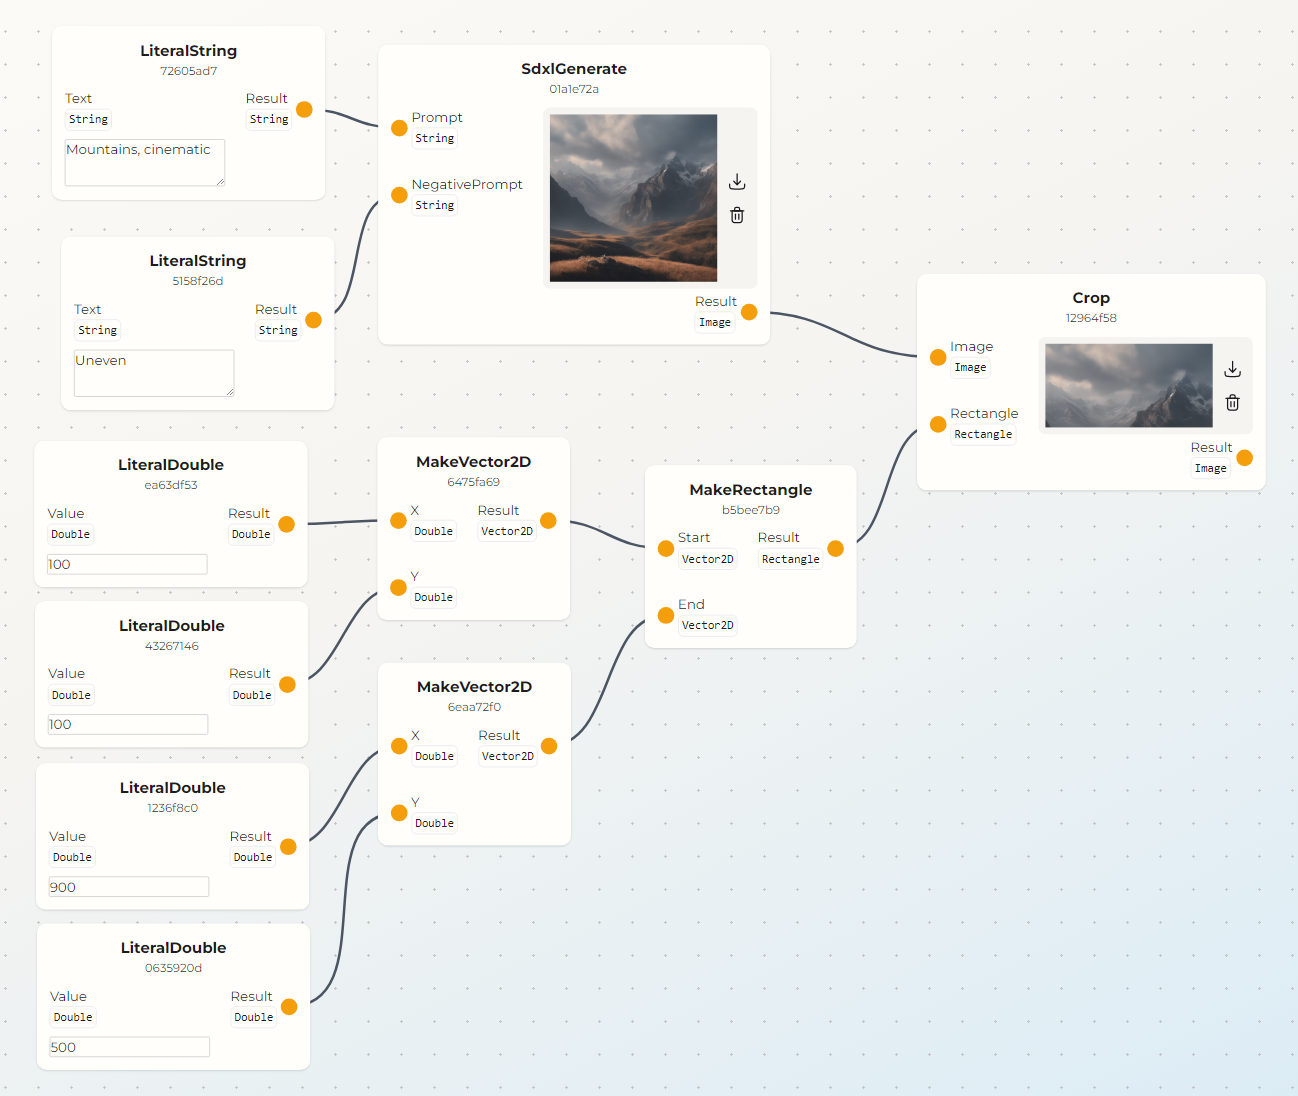 LiteralString
72605ad7
Text Result
String String
Mountains, cinematic
SdxlGenerate
01a1e72a
Prompt
String
NegativePrompt
String
Result
Image
LiteralString
5158f26d
Text Result
String String
Uneven
Crop
12964f58
Image
Image
Rectangle
Rectangle
Result
Image
LiteralDouble
ea63df53
Value Result
Double Double
100
MakeVector2D
6475fa69
X Result
Double Vector2D
Y
Double
MakeRectangle
b5bee7b9
Start Result
Vector2D Rectangle
End
Vector2D
LiteralDouble
43267146
Value Result
Double Double
100
MakeVector2D
6eaa72f0
X Result
Double Vector2D
Y
Double
LiteralDouble
1236f8c0
Value Result
Double Double
900
LiteralDouble
0635920d
Value Result
Double Double
500